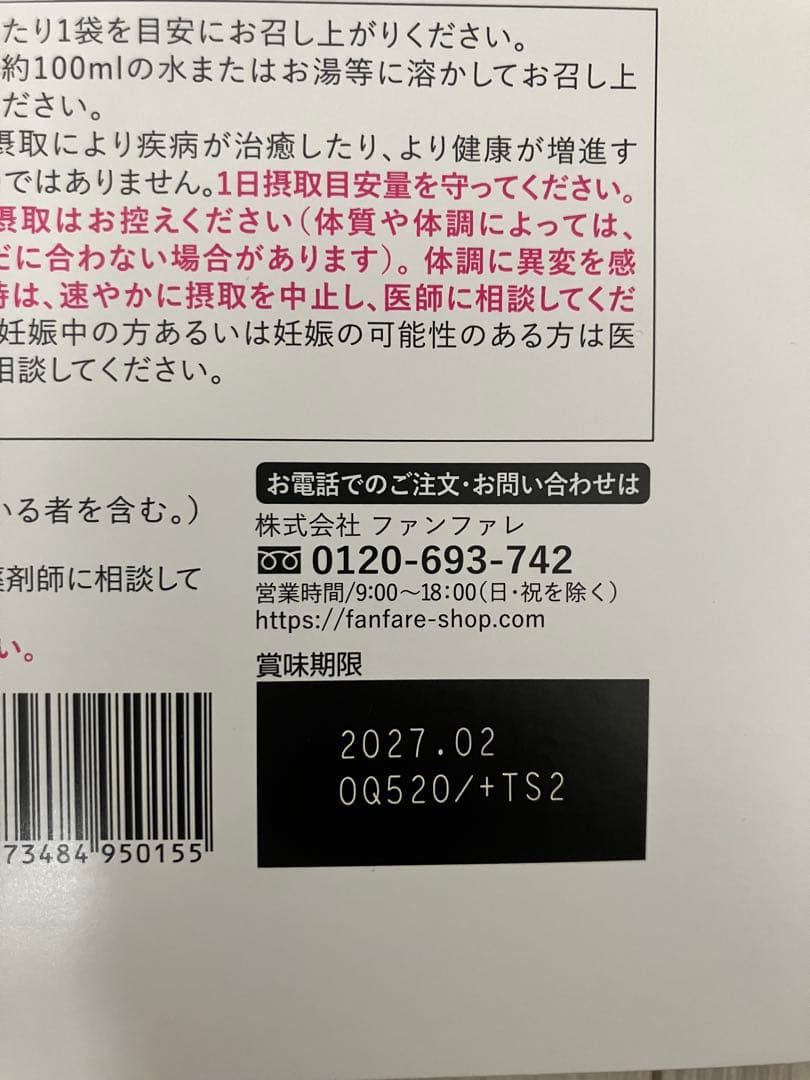 たり1袋を目安にお召し上がりください。
約100mlの水またはお湯等に溶かしてお召し上
ださい。
摂取により疾病が治癒したり、より健康が増進す
ではありません。1日摂取目安量を守ってください。
摂取はお控えください（体質や体調によっては、
だに合わない場合があります）。体調に異変を感
時は、速やかに摂取を中止し、医師に相談してくだ
妊娠中の方あるいは妊娠の可能性のある方は医
相談してください。
いる者を含む。）
薬剤師に相談して
い。
お電話でのご注文・お問い合わせは
株式会社 ファンファレ
0120-693-742
営業時間/9:00～18:00（日・祝を除く）
https://fanfare-shop.com
賞味期限
2027.02
0Q520/+TS2
73484 950155